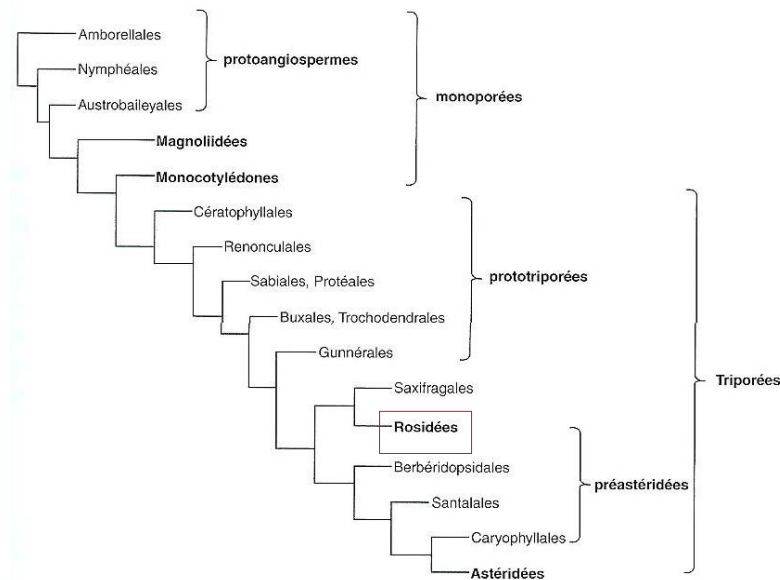 Amborellales
protoangiospermes
Nymphéales
monoporées
Austrobaileyales
Magnoliidées
Monocotylédones
Cératophyllales
Renonculales
prototriporées
Sabiales, Protéales
Buxales, Trochodendrales
Gunnérales
Triporées
Saxifragales
Rosidées
Berbéridopsidales
préastéridées
Santalales
Caryophyllales
Astéridées